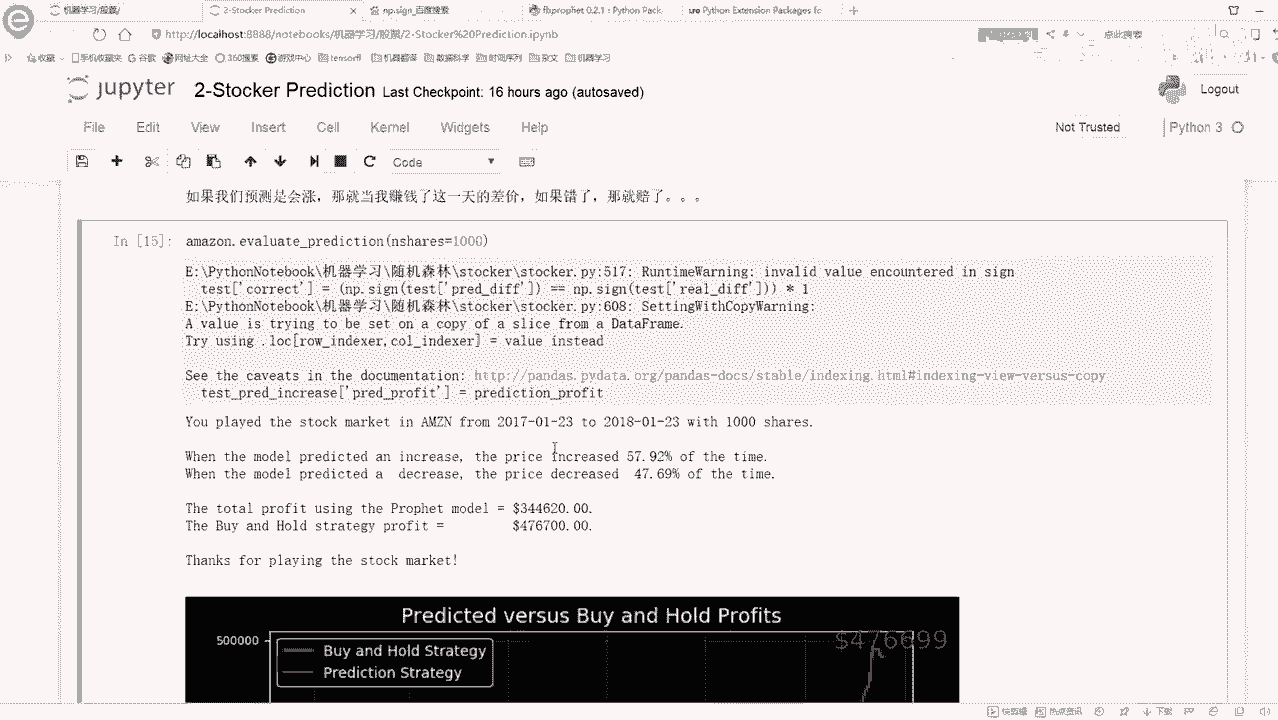 机器学习/股票/
2-Stocker Prediction
np.sign_百度搜索
fbprophet 0.2.1 : Python Pack
Python Extension Packages fo
http://localhost:8888/notebooks/机器学习/股票/2-Stocker%20Prediction.ipynb
点此搜索
收藏 手机收藏夹 谷歌 网址大全 360搜索 游戏中心 tensorfl 机器翻译 数据科学 时间序列 杂文 机器学习
jupyter 2-Stocker Prediction Last Checkpoint: 16 hours ago (autosaved)
Logout
File Edit View Insert Cell Kernel Widgets Help
Not Trusted
Python 3
Code
如果我们预测是会涨，那就当我赚钱了这一天的差价，如果错了，那就赔了。。。
In [15]: amazon.evaluate_prediction(nshares=1000)
E:\PythonNotebook\机器学习\随机森林\stocker\stocker.py:517: RuntimeWarning: invalid value encountered in sign
test['correct'] = (np.sign(test['pred_diff']) == np.sign(test['real_diff'])) * 1
E:\PythonNotebook\机器学习\随机森林\stocker\stocker.py:608: SettingWithCopyWarning:
A value is trying to be set on a copy of a slice from a DataFrame.
Try using .loc[row_indexer,col_indexer] = value instead
See the caveats in the documentation: http://pandas.pydata.org/pandas-docs/stable/indexing.html#indexing-view-versus-copy
test_pred_increase['pred_profit'] = prediction_profit
You played the stock market in AMZN from 2017-01-23 to 2018-01-23 with 1000 shares.
When the model predicted an increase, the price increased 57.92% of the time.
When the model predicted a decrease, the price decreased 47.69% of the time.
The total profit using the Prophet model = $344620.00.
The Buy and Hold strategy profit = $476700.00.
Thanks for playing the stock market!
Predicted versus Buy and Hold Profits
500000
$476699
Buy and Hold Strategy
Prediction Strategy
快剪辑 热点资讯 下载